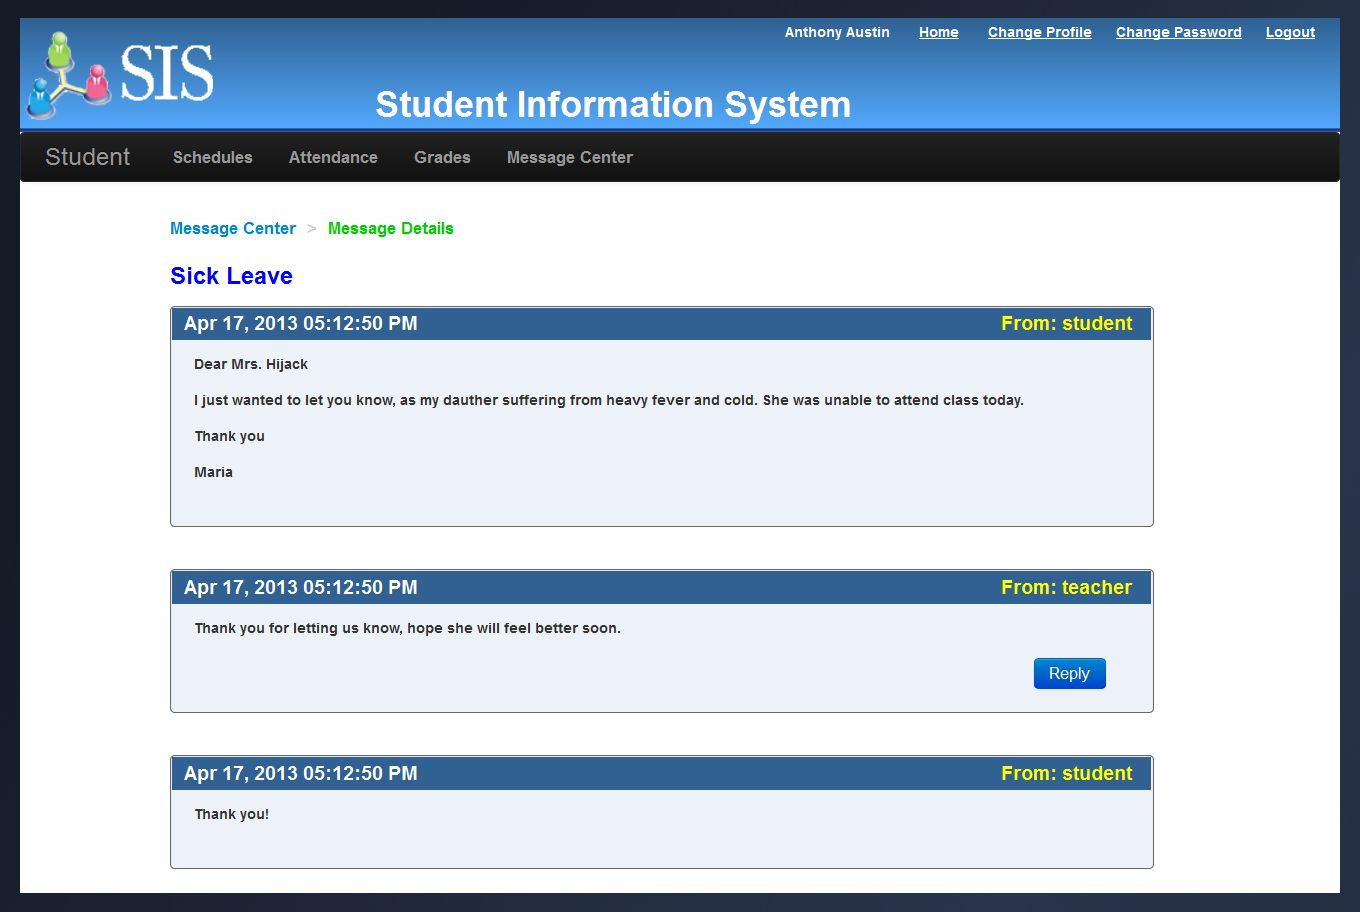 Anthony Austin Home Change Profile Change Password Logout
SIS
Student Information System
Student Schedules Attendance Grades Message Center
Message Center > Message Details
Sick Leave
Apr 17, 2013 05:12:50 PM From: student
Dear Mrs. Hijack
I just wanted to let you know, as my dauther suffering from heavy fever and cold. She was unable to attend class today.
Thank you
Maria
Apr 17, 2013 05:12:50 PM From: teacher
Thank you for letting us know, hope she will feel better soon.
Reply
Apr 17, 2013 05:12:50 PM From: student
Thank you!